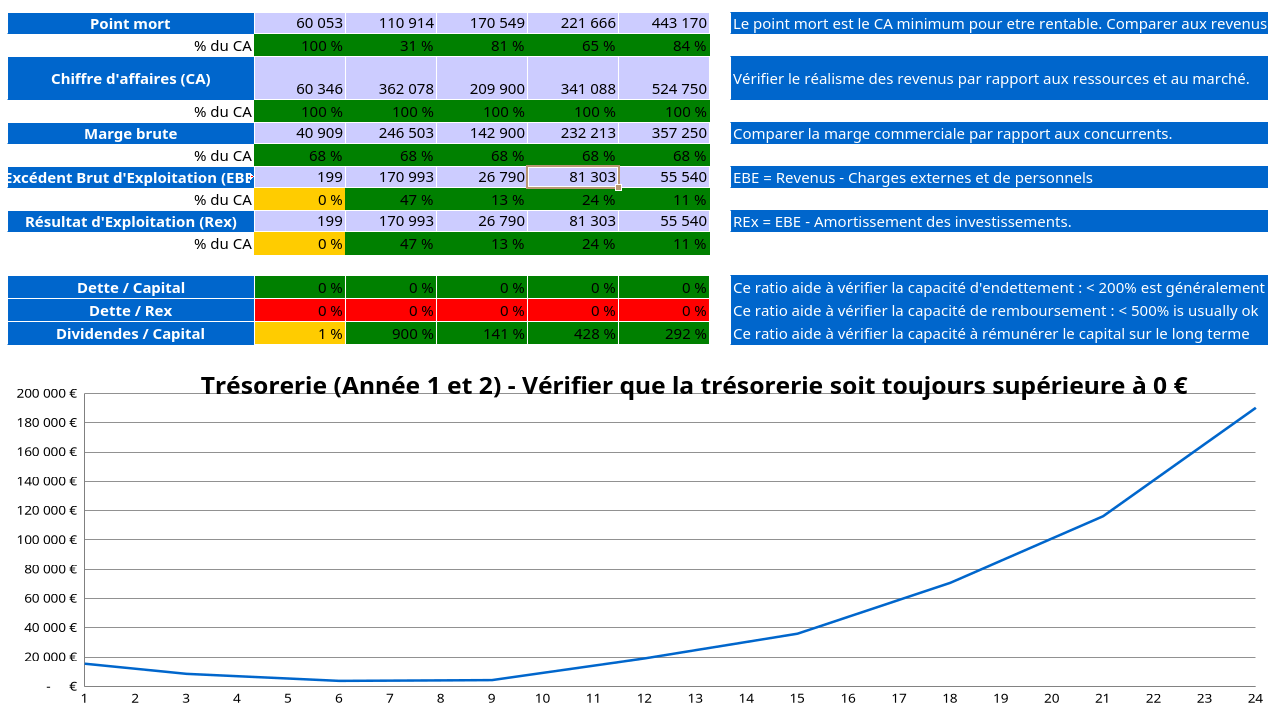 Point mort 60 053 110 914 170 549 221 666 443 170 Le point mort est le CA minimum pour etre rentable. Comparer aux revenus
% du CA 100 % 31 % 81 % 65 % 84 %
Chiffre d'affaires (CA) 60 346 362 078 209 900 341 088 524 750 Vérifier le réalisme des revenus par rapport aux ressources et au marché.
% du CA 100 % 100 % 100 % 100 % 100 %
Marge brute 40 909 246 503 142 900 232 213 357 250 Comparer la marge commerciale par rapport aux concurrents.
% du CA 68 % 68 % 68 % 68 % 68 %
Excédent Brut d'Exploitation (EBE 199 170 993 26 790 81 303 55 540 EBE = Revenus - Charges externes et de personnels
% du CA 0 % 47 % 13 % 24 % 11 %
Résultat d'Exploitation (Rex) 199 170 993 26 790 81 303 55 540 REx = EBE - Amortissement des investissements.
% du CA 0 % 47 % 13 % 24 % 11 %
Dette / Capital 0 % 0 % 0 % 0 % 0 % Ce ratio aide à vérifier la capacité d'endettement : < 200% est généralement
Dette / Rex 0 % 0 % 0 % 0 % 0 % Ce ratio aide à vérifier la capacité de remboursement : < 500% is usually ok
Dividendes / Capital 1 % 900 % 141 % 428 % 292 % Ce ratio aide à vérifier la capacité à rémunérer le capital sur le long terme
Trésorerie (Année 1 et 2) - Vérifier que la trésorerie soit toujours supérieure à 0 €
200 000 €
180 000 €
160 000 €
140 000 €
120 000 €
100 000 €
80 000 €
60 000 €
40 000 €
20 000 €
- €
1 2 3 4 5 6 7 8 9 10 11 12 13 14 15 16 17 18 19 20 21 22 23 24